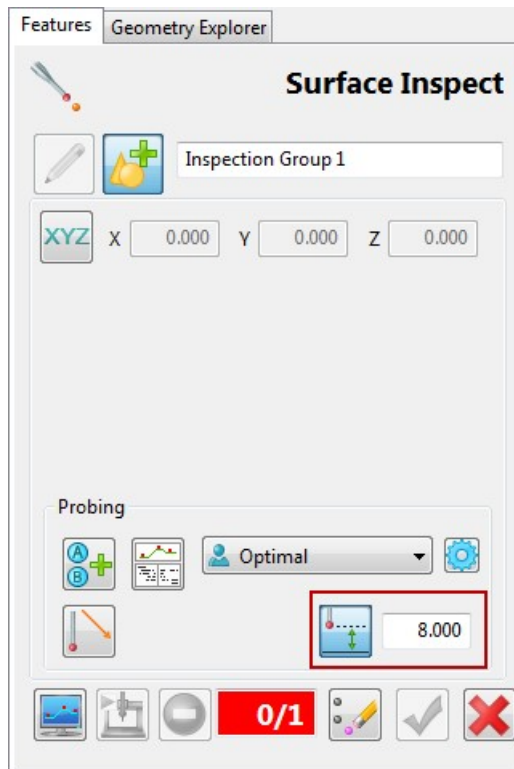 Features Geometry Explorer
Surface Inspect
Inspection Group 1
XYZ X 0.000 Y 0.000 Z 0.000
Probing
A
B
Optimal
8.000
0/1